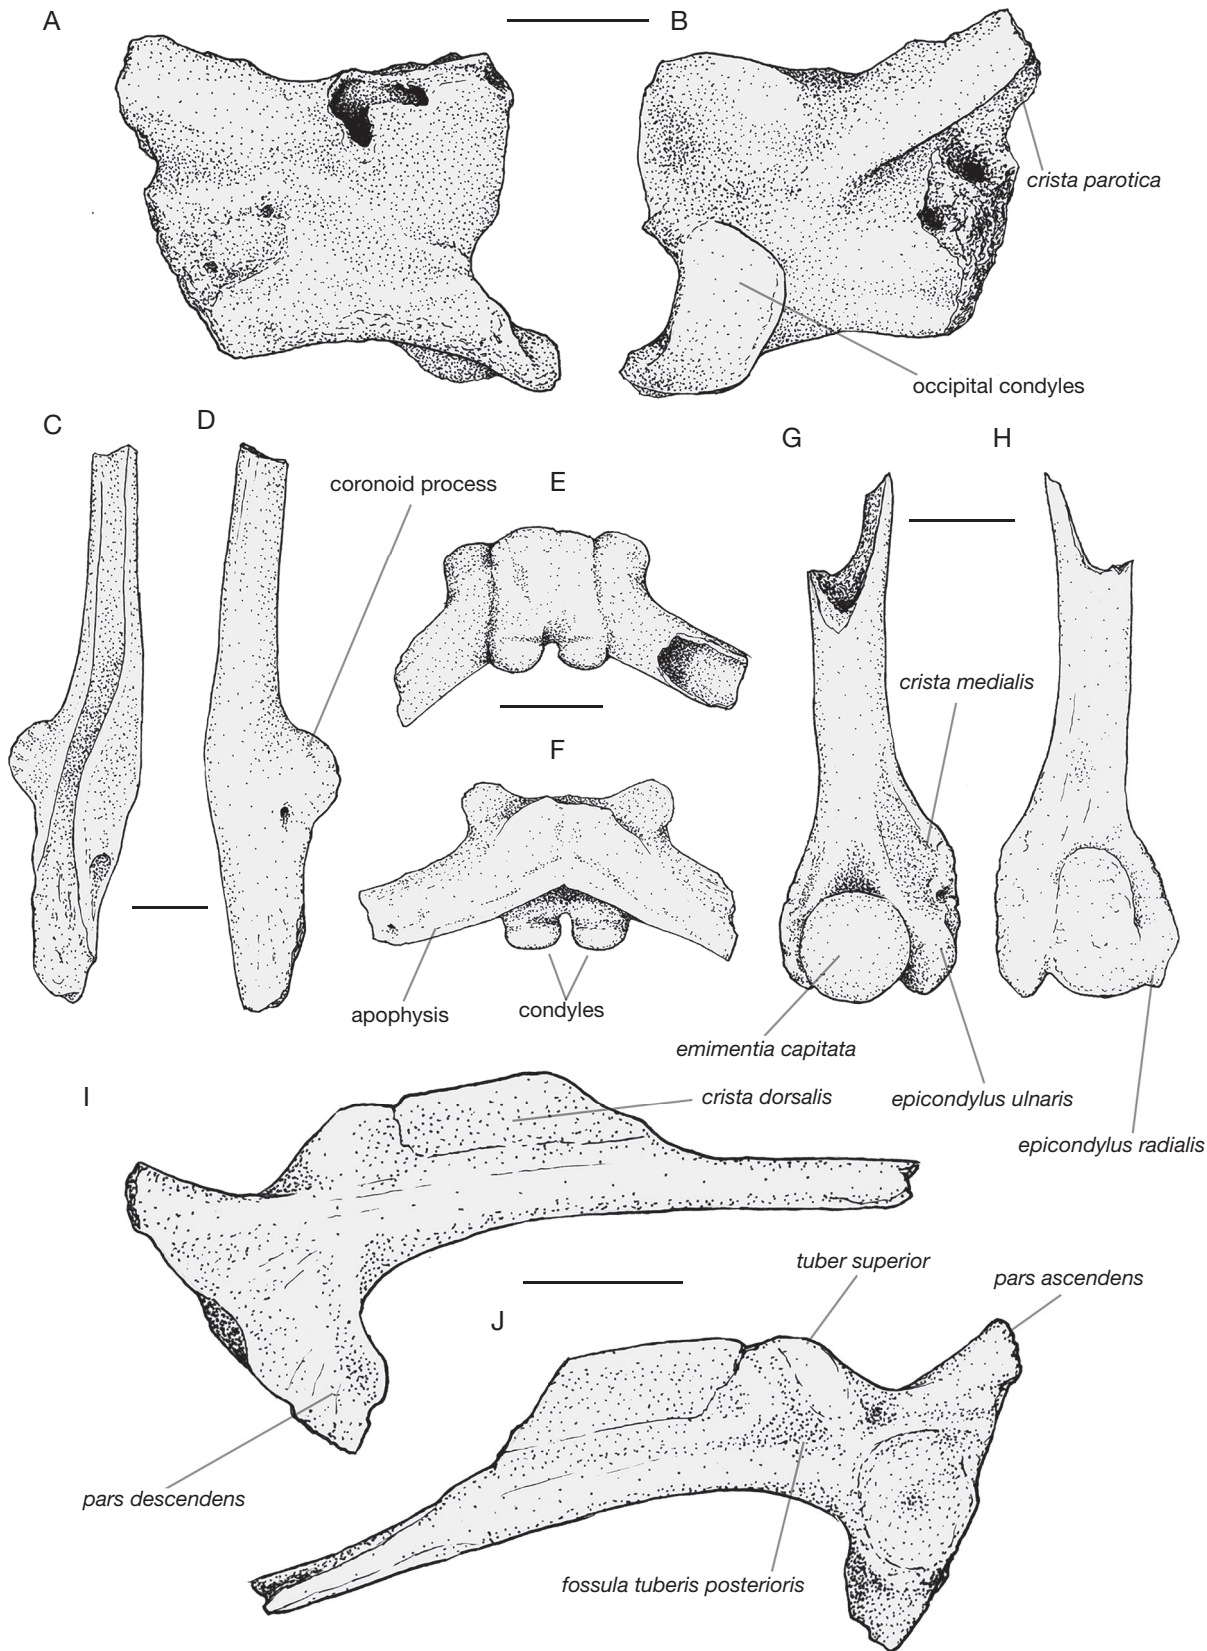 A
B
crista parotica
occipital condyles
C
D
coronoid process
E
G
H
crista medialis
F
apophysis
condyles
emimentia capitata
epicondylus ulnaris
epicondylus radialis
I
crista dorsalis
tuber superior
pars ascendens
J
pars descendens
fossula tuberis posterioris